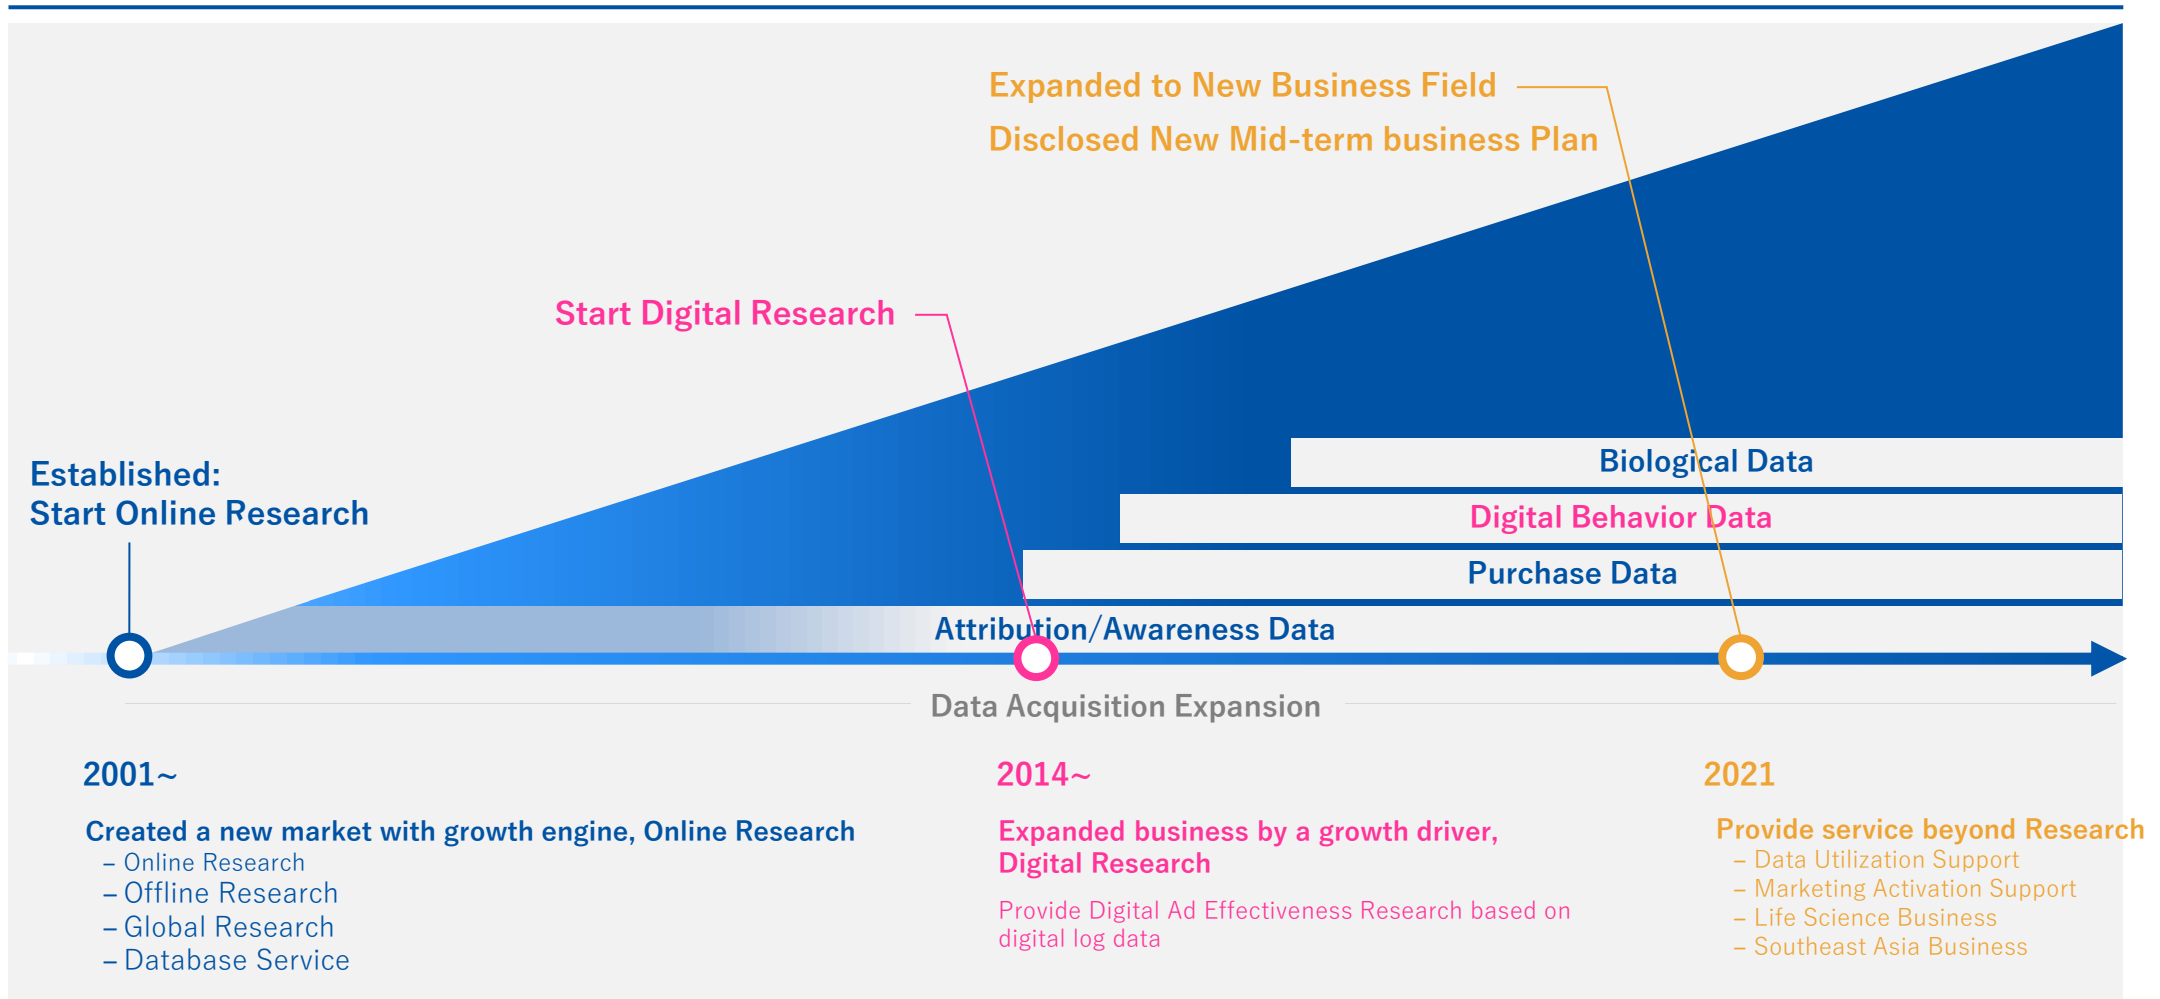 Expanded to New Business Field
Disclosed New Mid-term business Plan
Start Digital Research
Established:
Start Online Research
Biological Data
Digital Behavior Data
Purchase Data
Attribution/Awareness Data
Data Acquisition Expansion
2001~
Created a new market with growth engine, Online Research
– Online Research
– Offline Research
– Global Research
– Database Service
2014~
Expanded business by a growth driver,
Digital Research
Provide Digital Ad Effectiveness Research based on
digital log data
2021
Provide service beyond Research
– Data Utilization Support
– Marketing Activation Support
– Life Science Business
– Southeast Asia Business